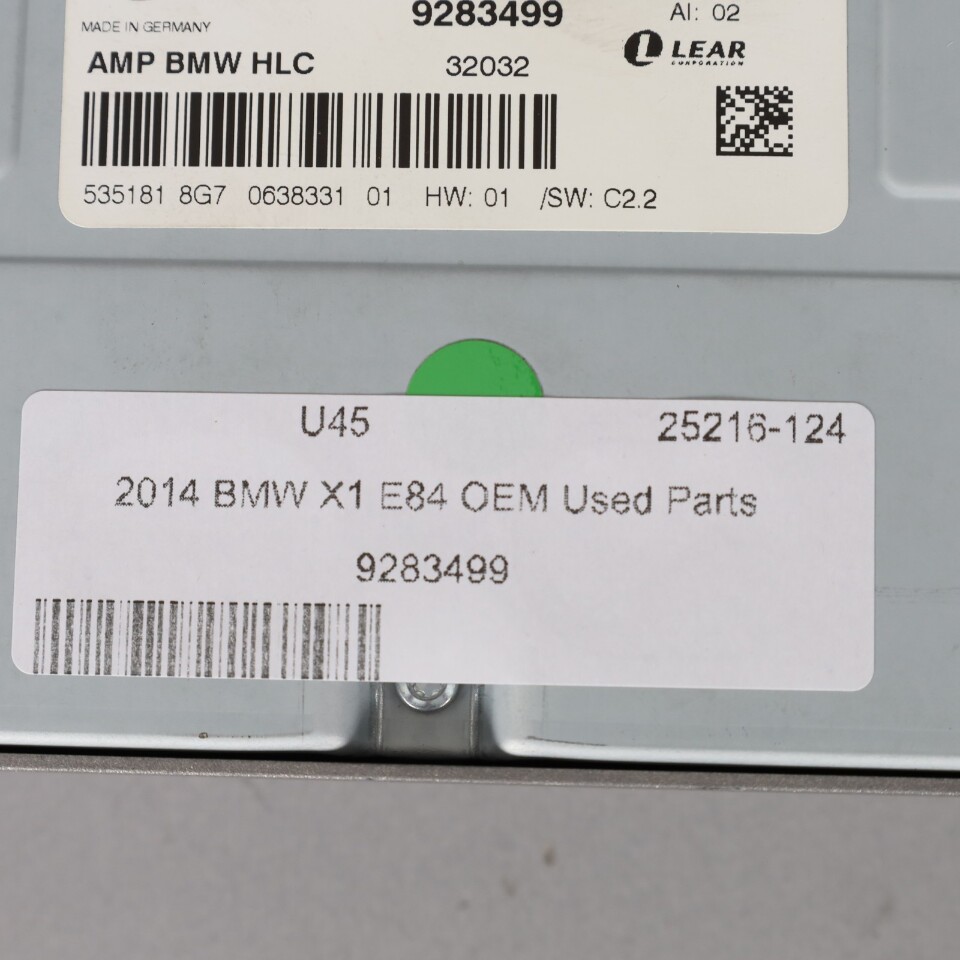 MADE IN GERMANY
9283499
AI: 02
AMP BMW HLC
32032
LEAR
CORPORATION
535181 8G7 0638331 01 HW: 01 /SW: C2.2
U45
25216-124
2014 BMW X1 E84 OEM Used Parts
9283499